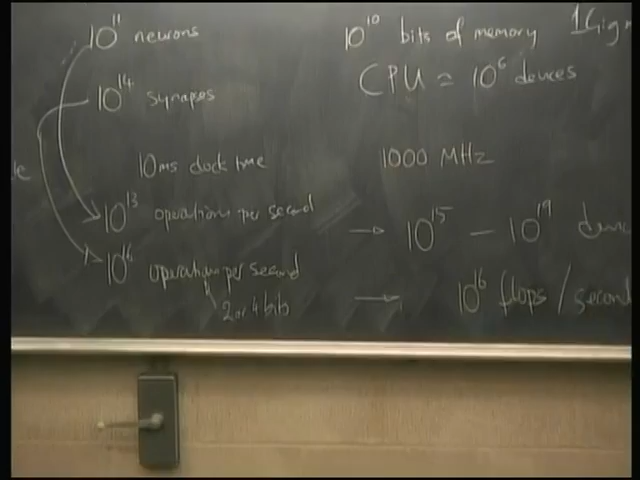 10^11 neurons
10^14 synapses
10ms clock time
10^13 operations per second
10^16 operations per second
2 or 4 bits
10^10 bits of memory
CPU = 10^6 devices
1000 MHz
→ 10^15 - 10^19
→ 10^6 flops / second